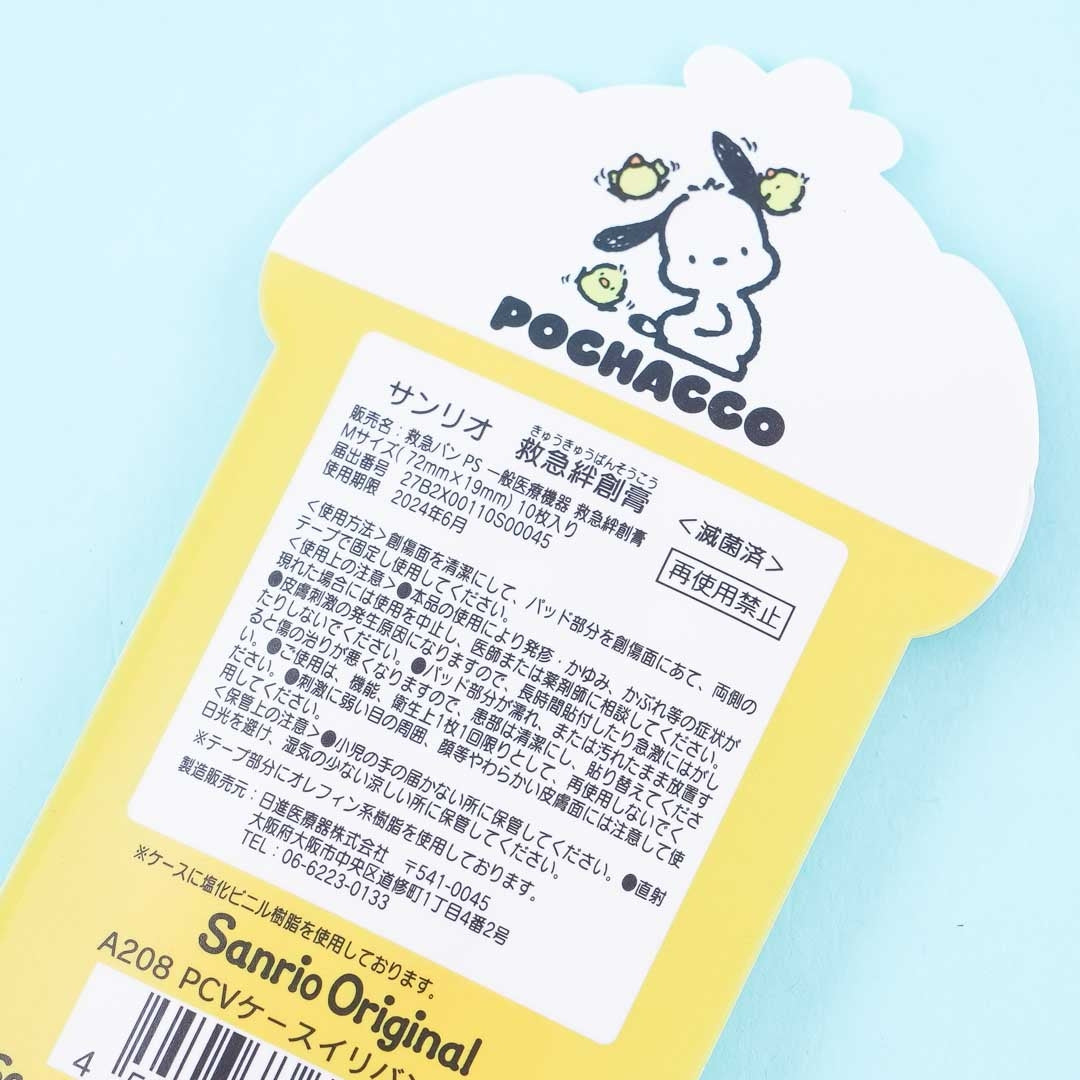 POCHACCO
サンリオ 救急絆創膏
きゅうきゅうばんそうこう
<滅菌済>
販売名:救急バン PS 一般医療機器 救急絆創膏
Mサイズ(72mm×19mm) 10枚入り
届出番号 27B2X00110S00045
使用期限 2024年6月
再使用禁止
<使用方法>創傷面を清潔にして、パッド部分を創傷面にあて、両側の
テープで固定し使用してください。
<使用上の注意>●本品の使用により発疹・かゆみ、かぶれ等の症状が
現れた場合には使用を中止し、医師または薬剤師に相談してください。
●皮膚刺激の発生原因になりますので、長時間貼付したり急激にはがし
たりしないでください。●パッド部分が濡れ、または汚れたまま放置す
ると傷の治りが悪くなりますので、患部は清潔にし、貼り替えてくださ
い。●ご使用は、機能、衛生上1枚1回限りとして、再使用しないでく
ださい。●刺激に弱い目の周囲、顔等やわらかい皮膚面には注意して使
用してください。
<保管上の注意>●小児の手の届かない所に保管してください。●直射
日光を避け、湿気の少ない涼しい所に保管してください。
※テープ部分にオレフィン系樹脂を使用しております。
製造販売元:日進医療器株式会社 〒541-0045
大阪府大阪市中央区道修町1丁目4番2号
TEL:06-6223-0133
※ケースに塩化ビニル樹脂を使用しております。
Sanrio Original
A208 PCVケースイリバン
4